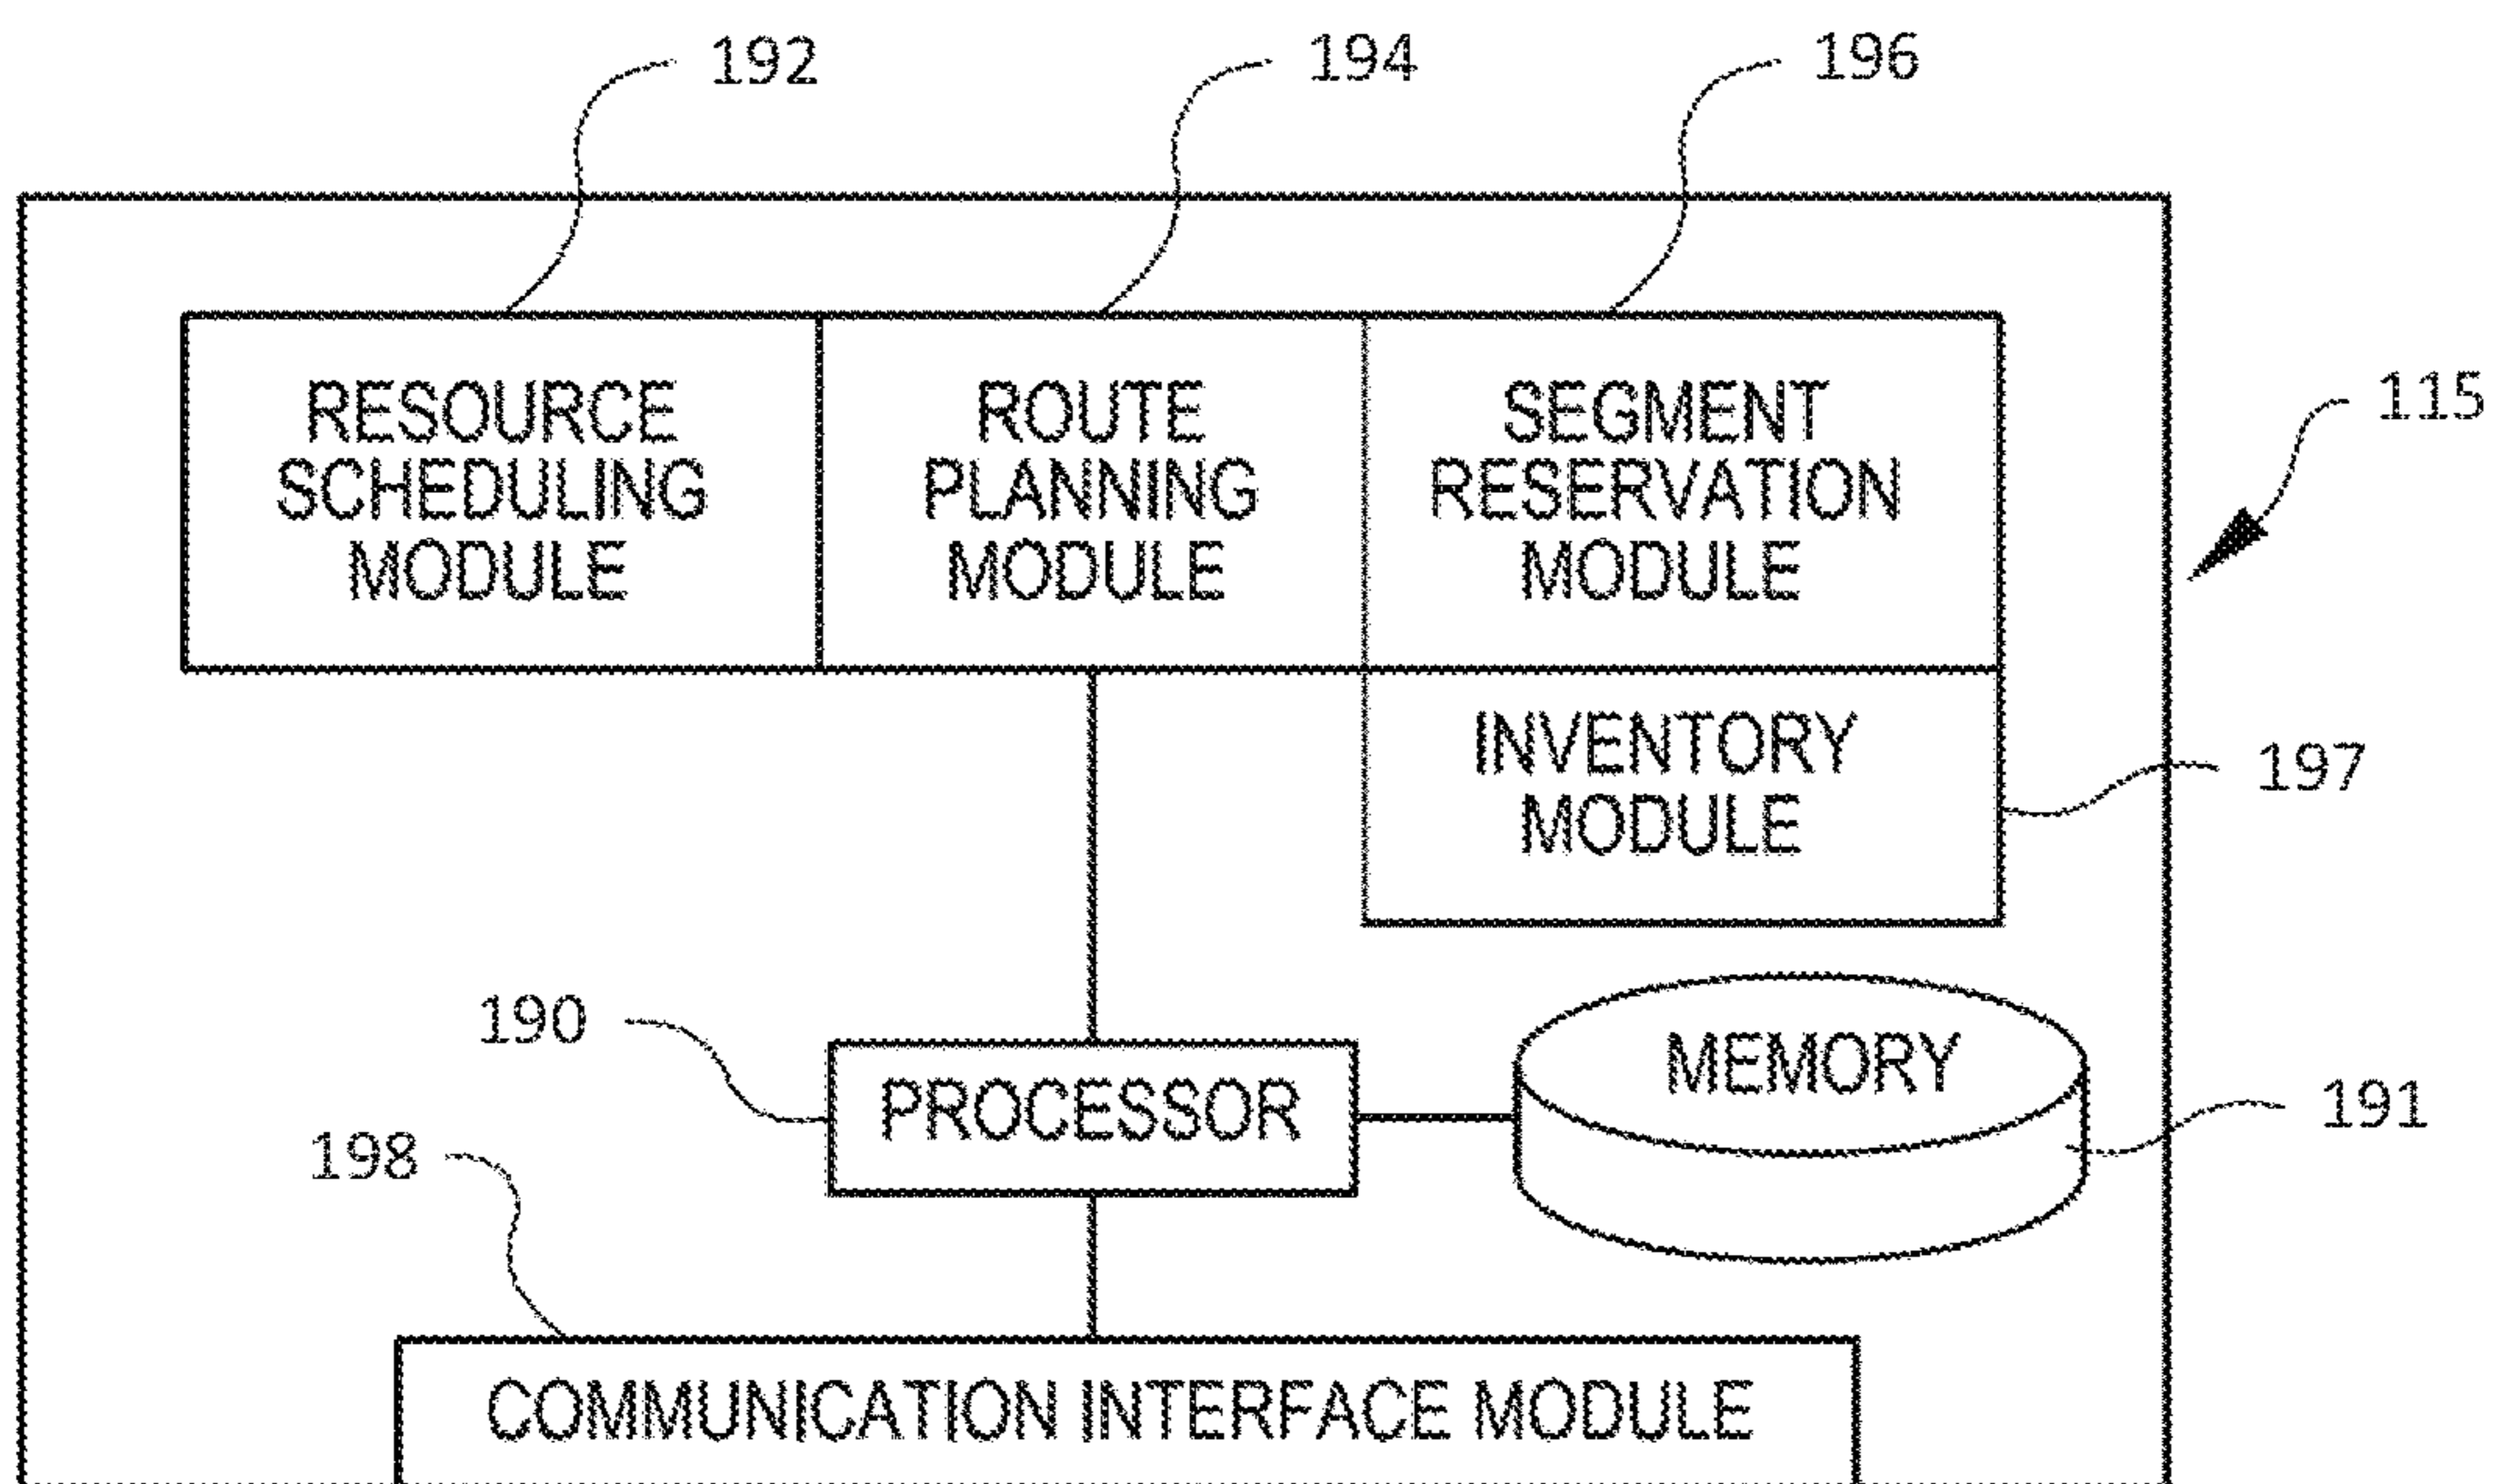 192
194
196
RESOURCE
SCHEDULING
MODULE
ROUTE
PLANNING
MODULE
SEGMENT
RESERVATION
MODULE
115
INVENTORY
MODULE
197
190
PROCESSOR
MEMORY
191
198
COMMUNICATION INTERFACE MODULE